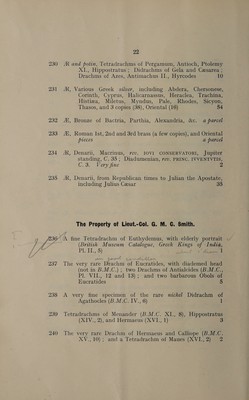 22
230 Æ and potin, Tetradrachms of Pergamum, Antioch, Ptolemy
XI., Hippostratus; Didrachms of Gela and Cæsarea;
Drachms of Azes, Antimachus II., Hyrcodes 10
231 Æ, Various Greek silver, including Abdera, Chersonese,
Corinth, Cyprus, Halicarnassus, Heraclea, Trachinia,
Histiæa, Miletus, Myndus, Pale, Rhodes, Sicyon,
Thasos, and 3 copies (38), Oriental (16) 54
232 Æ, Bronze of Bactria, Parthia, Alexandria, &c. a parcel
233 Æ, Roman 1st, 2nd and 3rd brass (a few copies), and Oriental
pieces a parcel
234 Æ, Denarii, Macrinus, rev. IOVI CONSERVATORI, Jupiter
standing, C. 35; Diadumenian, rev. PRINC. IVVENTVTIS,
C. 3. Very fine 2
235 Æ, Denarii, from Republican times to Julian the Apostate,
including Julius Cæsar 35
The Property of Lieut.-Col. G. M. C. Smith.
236 A fine Tetradrachm of Euthydemus, with elderly portrait
(British Museum Catalogue, Greek Kings of India,
Pl. II., 5) 1
237 The very rare Drachm of Eucratides, with diademed head
(not in B.M.C.); two Drachms of Antialcides (B.M.C.,
Pl. VII., 12 and 13); and two barbarous Obols of
Eucratides 5
238 A very fine specimen of the rare nickel Didrachm of
Agathocles (B.M.C. IV., 6) 1
239 Tetradrachms of Menander (B.M.C. XI., 8), Hippostratus
(XIV., 2), and Hermaeus (XVI., 1) 3
240 The very rare Drachm of Hermaeus and Calliope (B.M.C.
XV., 10); and a Tetradrachm of Maues (XVI., 2) 2